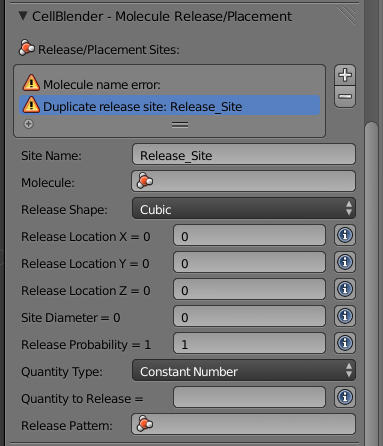 CellBlender - Molecule Release/Placement
Release/Placement Sites:
Molecule name error:
Duplicate release site: Release_Site
Site Name: Release_Site
Molecule:
Release Shape: Cubic
Release Location X = 0 0
Release Location Y = 0 0
Release Location Z = 0 0
Site Diameter = 0 0
Release Probability = 1 1
Quantity Type: Constant Number
Quantity to Release =
Release Pattern: